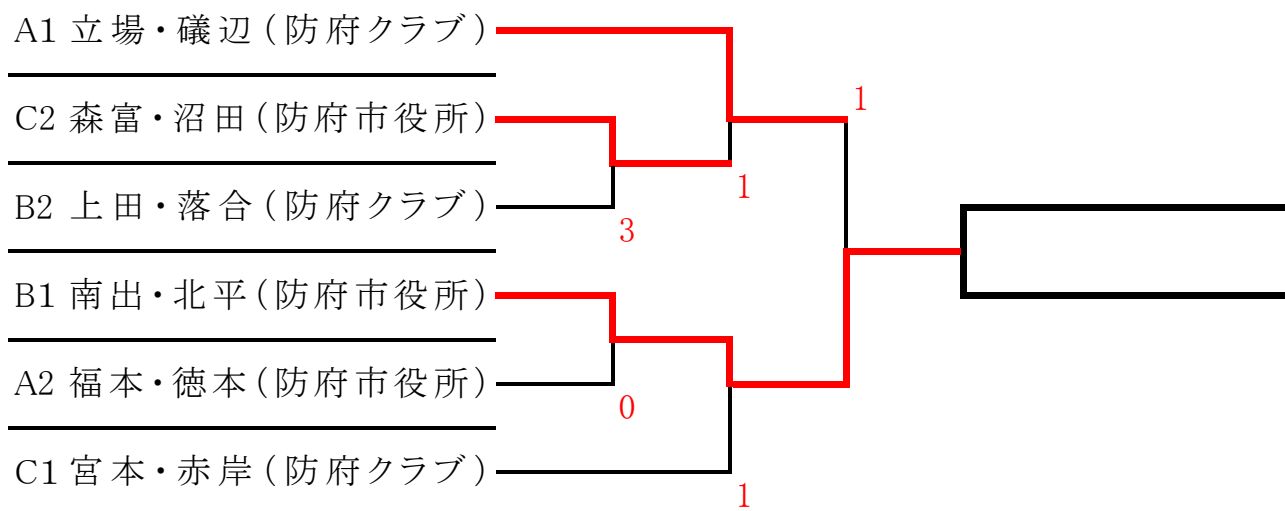 A1 立場・礒辺(防府クラブ)
1
C2 森富・沼田(防府市役所)
1
B2 上田・落合(防府クラブ)
3
B1 南出・北平(防府市役所)
A2 福本・徳本(防府市役所)
0
C1 宮本・赤岸(防府クラブ)
1